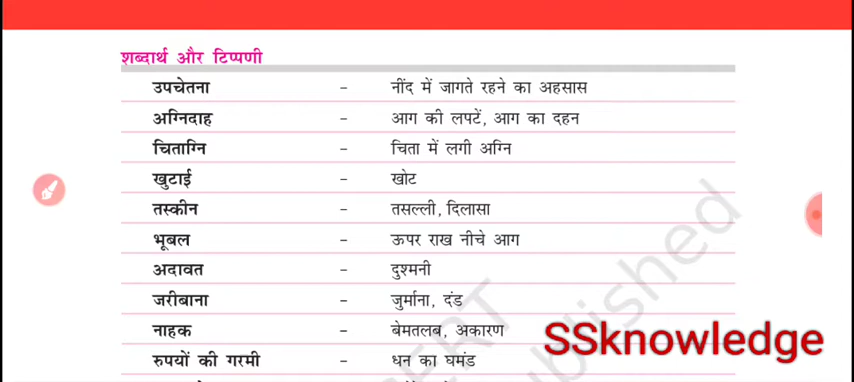 शब्दार्थ और टिप्पणी
उपचेतना – नींद में जागते रहने का अहसास
अग्निदाह – आग की लपटें, आग का दहन
चिताग्नि – चिता में लगी अग्नि
खुटाई – खोट
तस्कीन – तसल्ली, दिलासा
भूबल – ऊपर राख नीचे आग
अदावत – दुश्मनी
जरीबाना – जुर्माना, दंड
नाहक – बेमतलब, अकारण
रुपयों की गरमी – धन का घमंड
SSknowledge